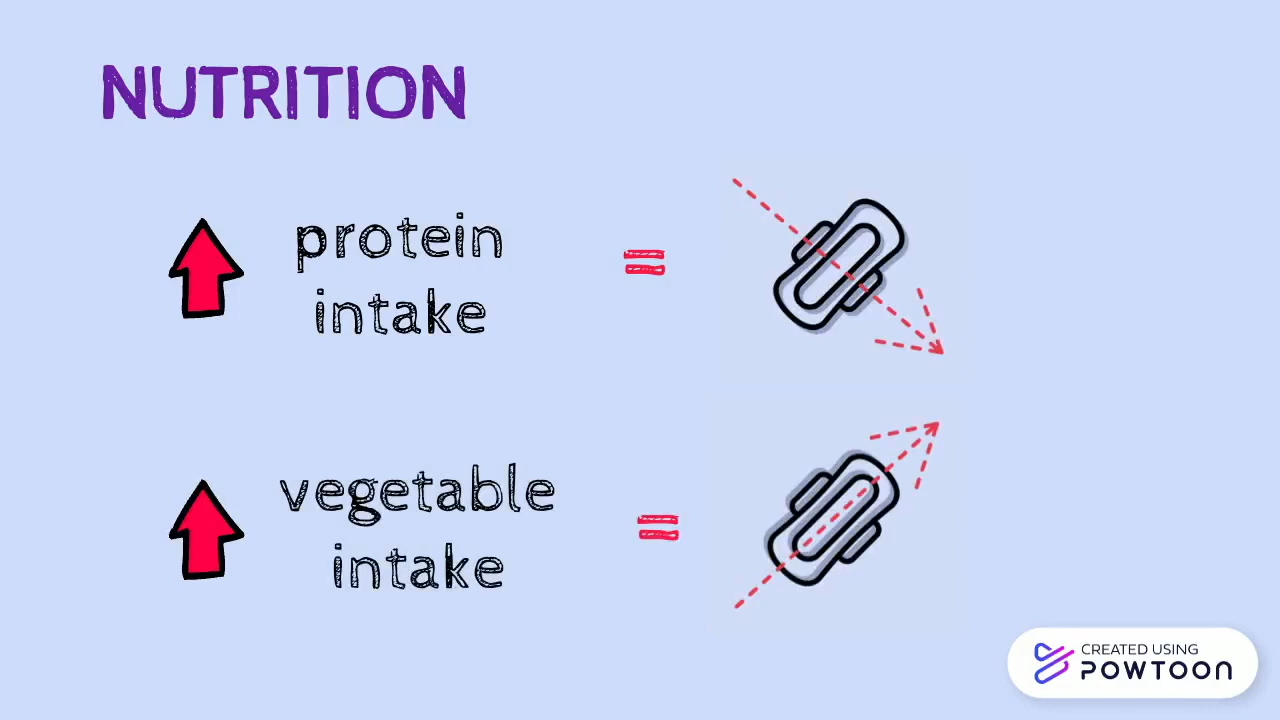 NUTRITION
protein
intake
=
vegetable
intake
=
CREATED USING
POWTOON